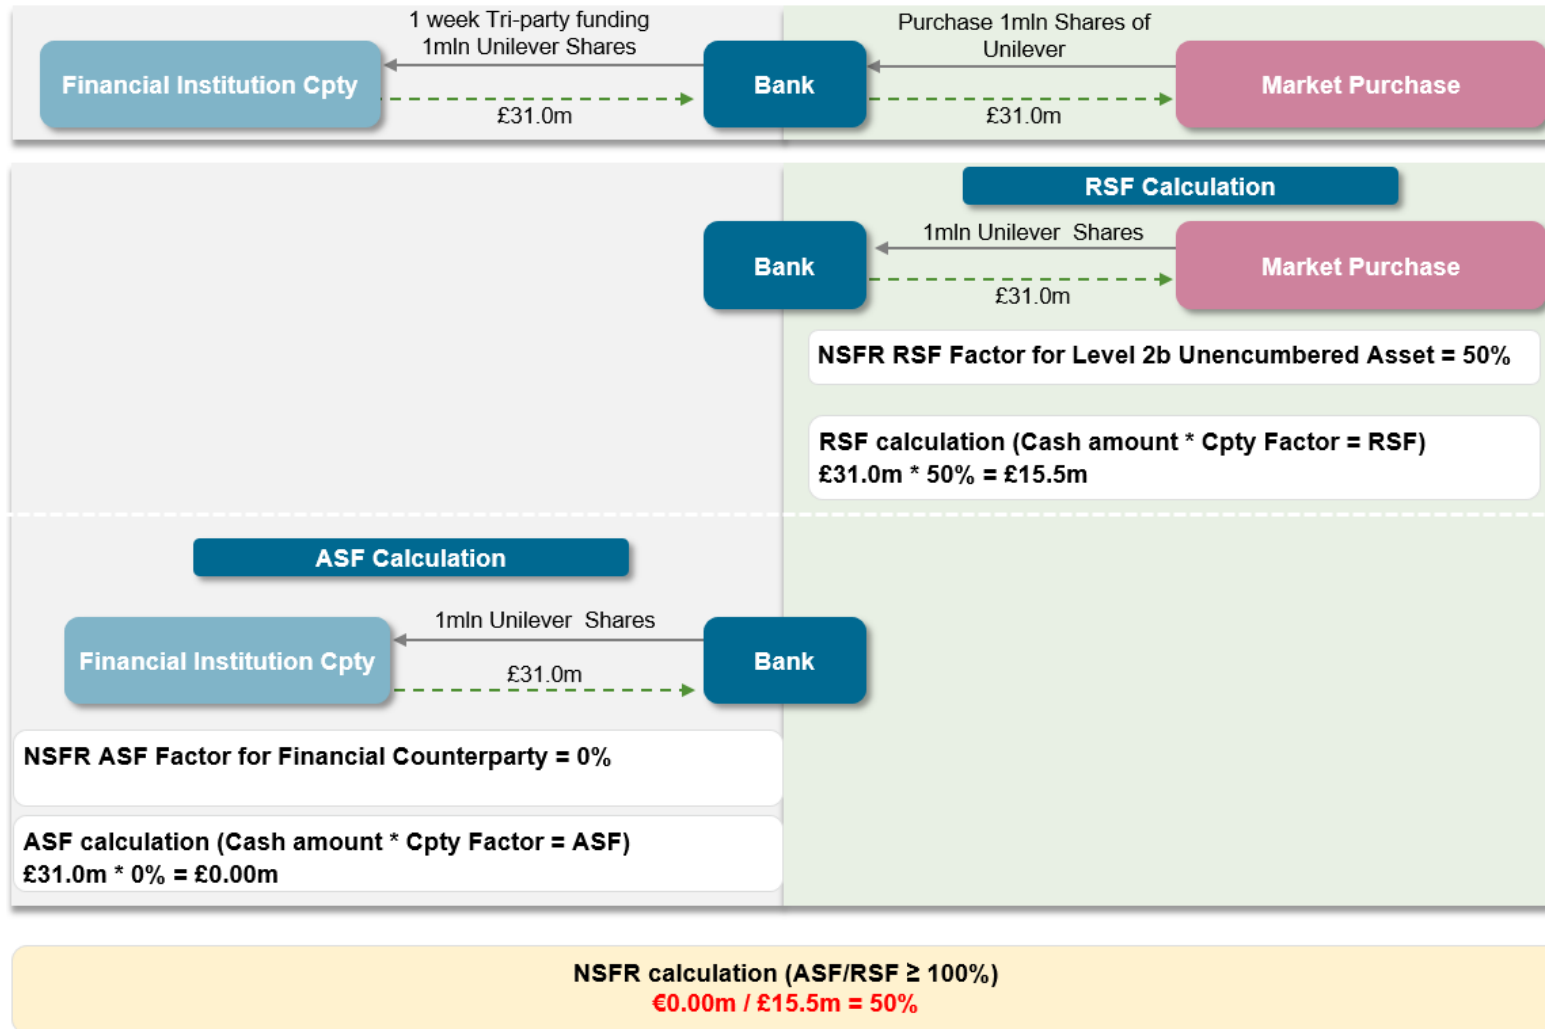 1 week Tri-party funding
1mln Unilever Shares
Purchase 1mln Shares of
Unilever
Financial Institution Cpty
Bank
Market Purchase
£31.0m
£31.0m
RSF Calculation
1mln Unilever Shares
Bank
Market Purchase
£31.0m
NSFR RSF Factor for Level 2b Unencumbered Asset = 50%
RSF calculation (Cash amount * Cpty Factor = RSF)
£31.0m * 50% = £15.5m
ASF Calculation
1mln Unilever Shares
Financial Institution Cpty
£31.0m
Bank
NSFR ASF Factor for Financial Counterparty = 0%
ASF calculation (Cash amount * Cpty Factor = ASF)
£31.0m * 0% = £0.00m
NSFR calculation (ASF/RSF ≥ 100%)
€0.00m / £15.5m = 50%